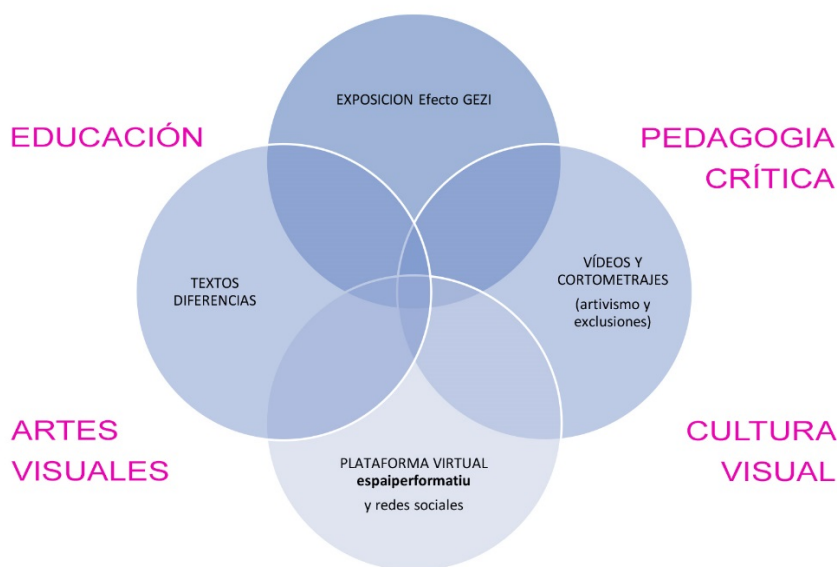 EXPOSICION Efecto GEZI
EDUCACIÓN
PEDAGOGIA
CRÍTICA
TEXTOS
DIFERENCIAS
VÍDEOS Y
CORTOMETRAJES
(artivismo y
exclusiones)
ARTES
VISUALES
CULTURA
VISUAL
PLATAFORMA VIRTUAL
espaiperformatiu
y redes sociales